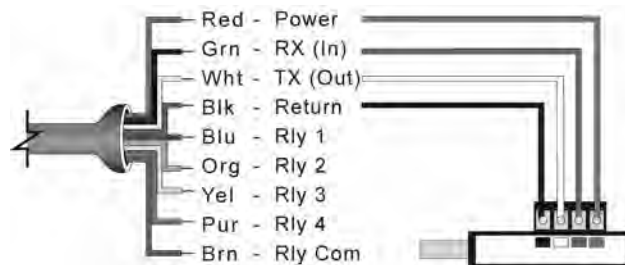 Red - Power
Grn - RX (In)
Wht - TX (Out)
Blk - Return
Blu - Rly 1
Org - Rly 2
Yel - Rly 3
Pur - Rly 4
Brn - Rly Com